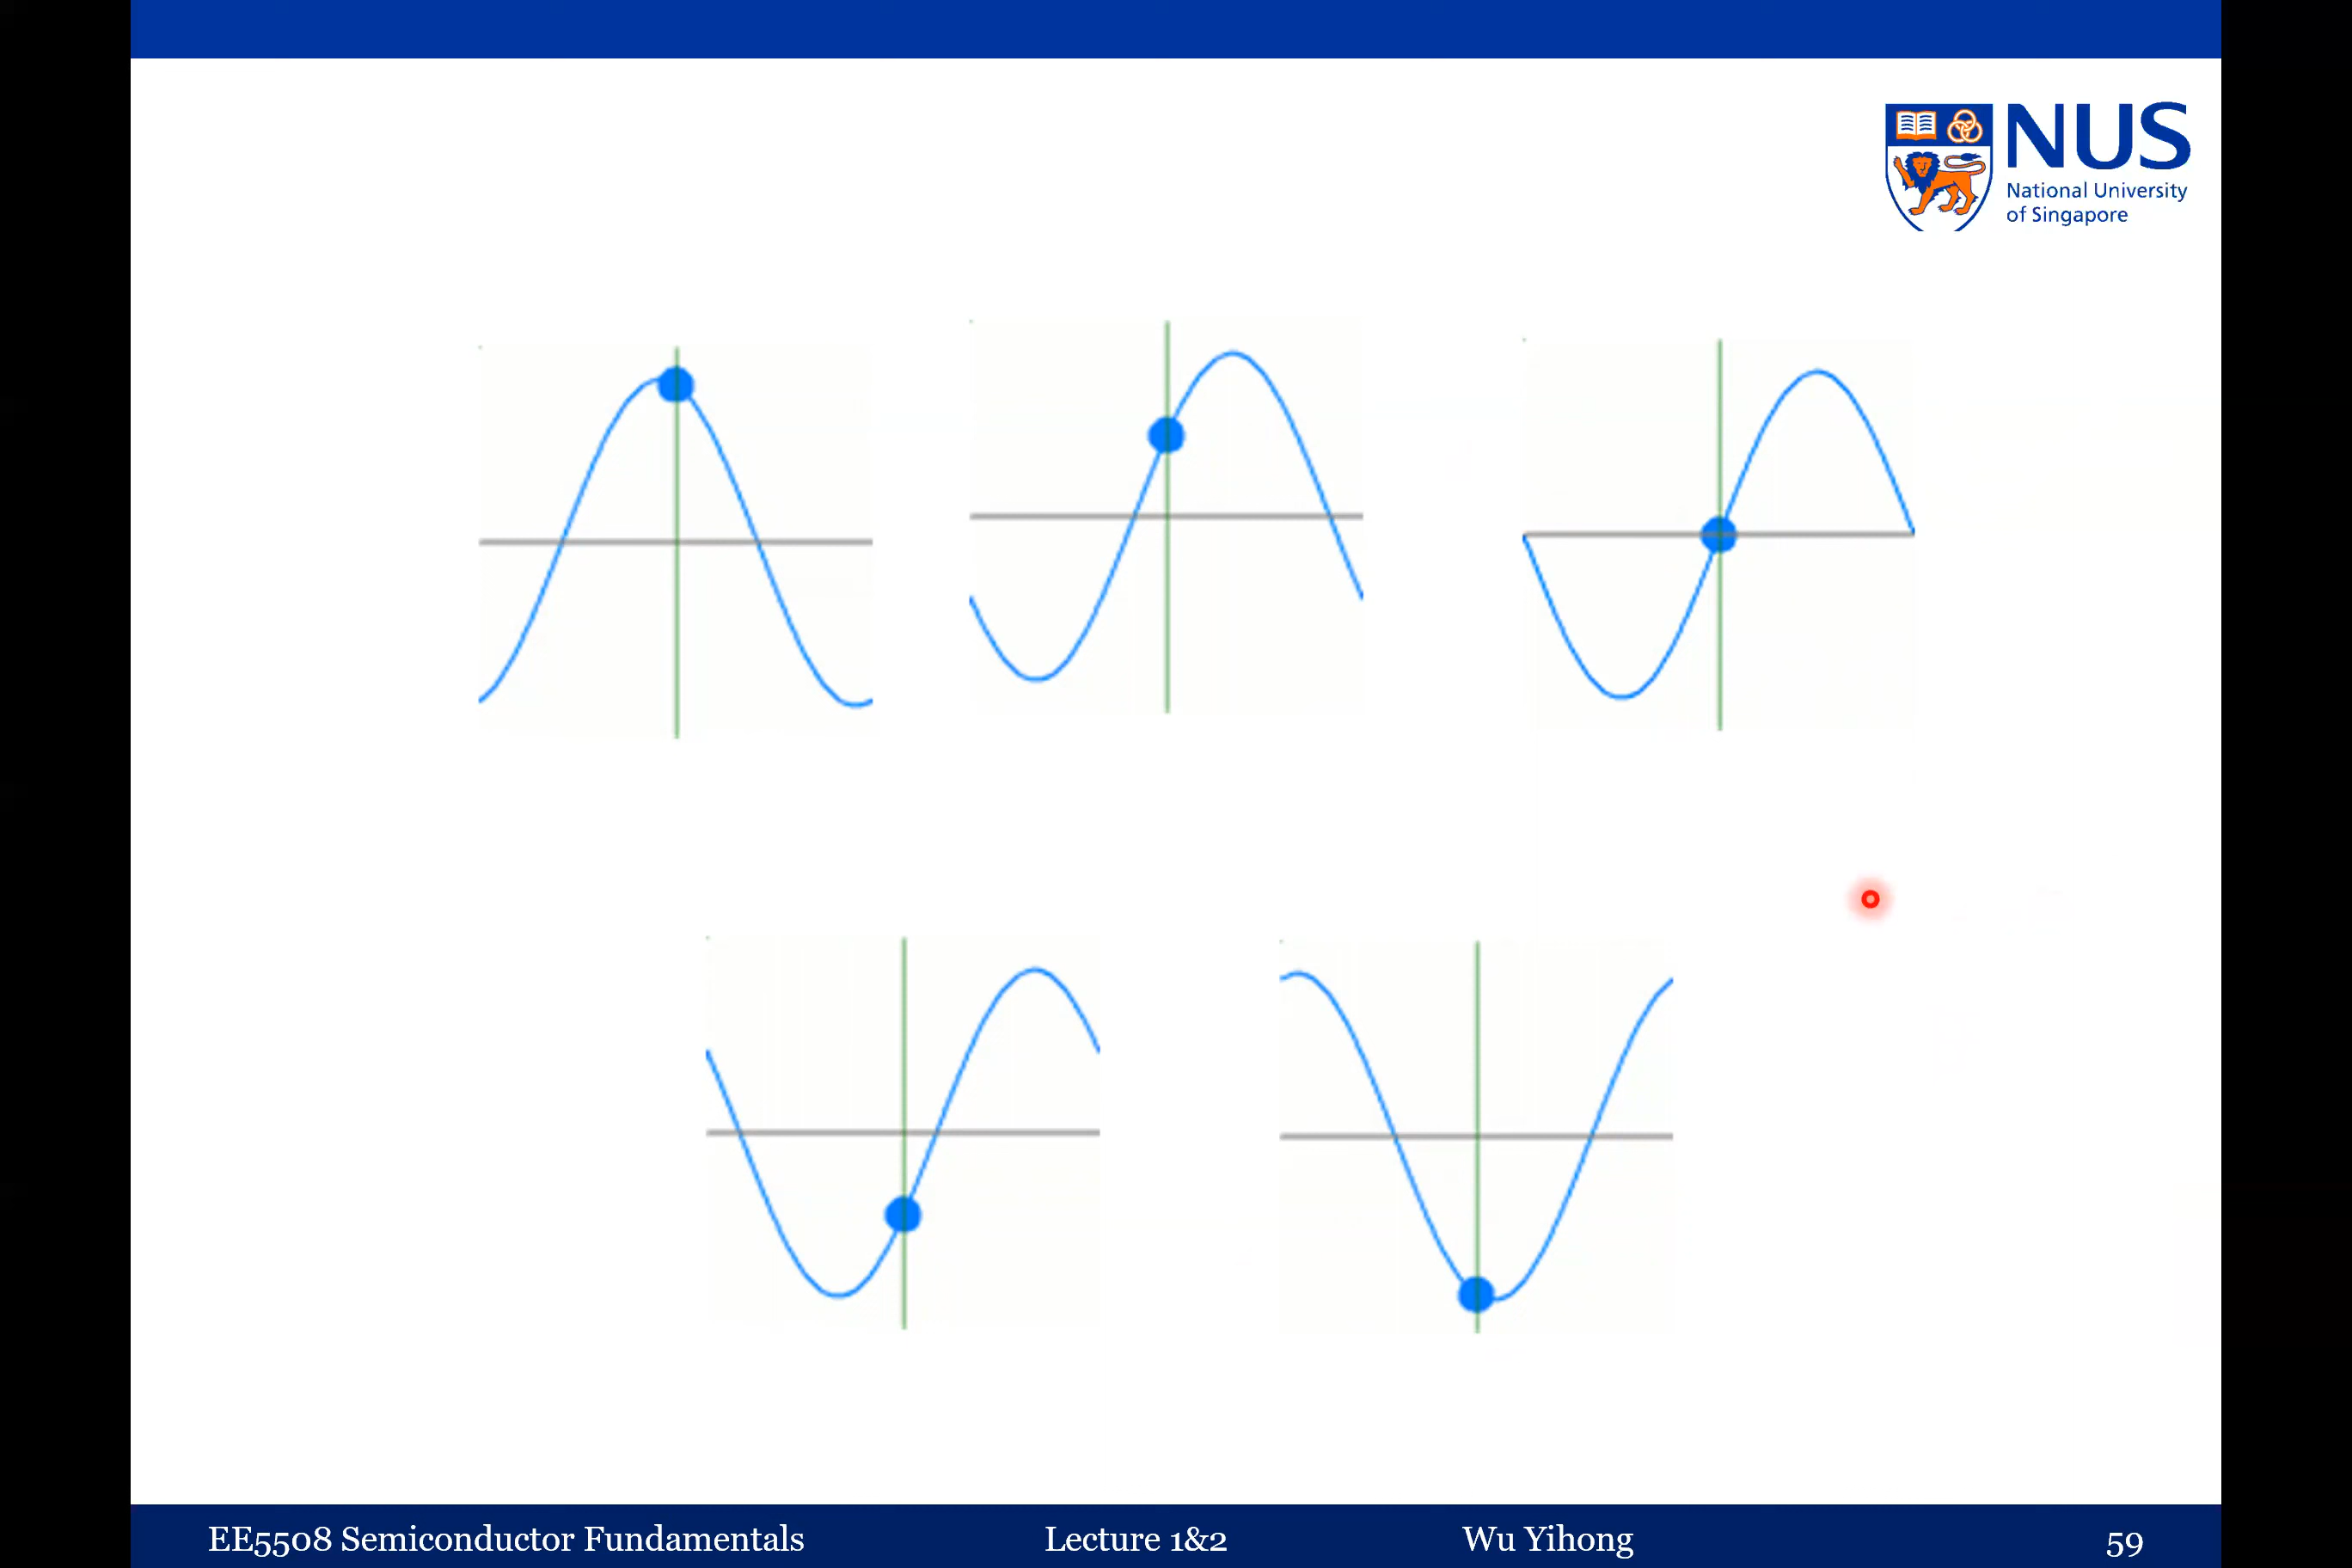 NUS
National University
of Singapore
EE5508 Semiconductor Fundamentals
Lecture 1&2
Wu Yihong
59